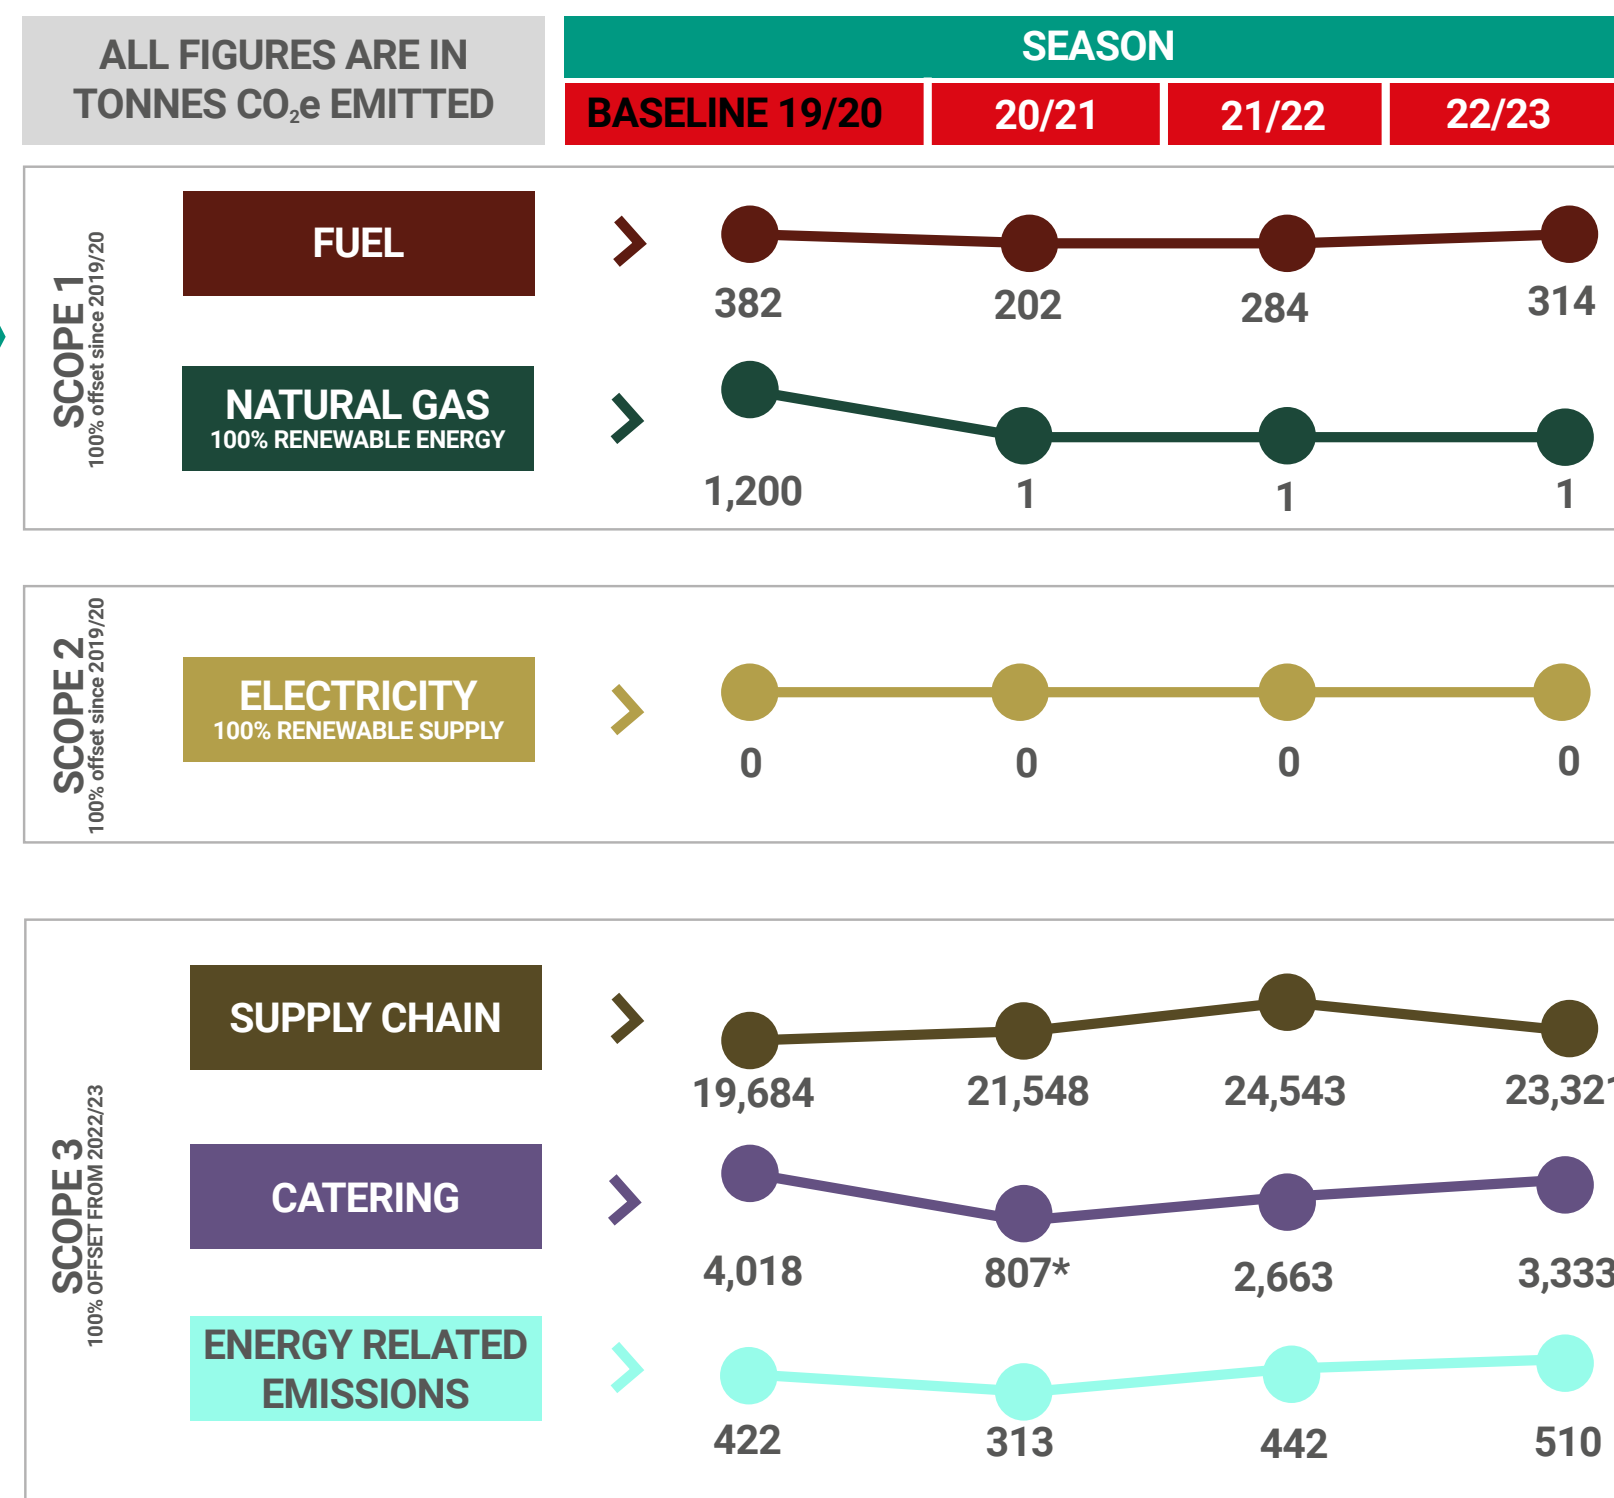 ALL FIGURES ARE IN
TONNES CO₂e EMITTED
SEASON
BASELINE 19/20 20/21 21/22 22/23
SCOPE 1
100% offset since 2019/20
FUEL
382 202 284 314
NATURAL GAS
100% RENEWABLE ENERGY
1,200 1 1 1
SCOPE 2
100% offset since 2019/20
ELECTRICITY
100% RENEWABLE SUPPLY
0 0 0 0
SCOPE 3
100% OFFSET FROM 2022/23
SUPPLY CHAIN
19,684 21,548 24,543 23,321
CATERING
4,018 807* 2,663 3,333
ENERGY RELATED
EMISSIONS
422 313 442 510